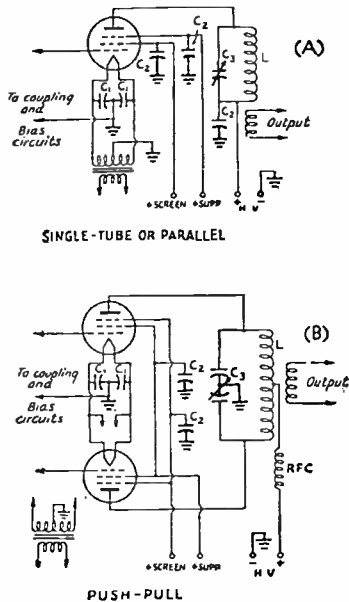 (A)
C2
C2
C3
L
C1 C1
C2
To coupling
and
Bias
circuits
Output
+SCREEN +SUPP + H V -
SINGLE-TUBE OR PARALLEL
(B)
L
C1 C1
C2
C3
To coupling
and
Bias
circuits
Output
C2
RFC
- H V +
+SCREEN +SUPP
PUSH-PULL